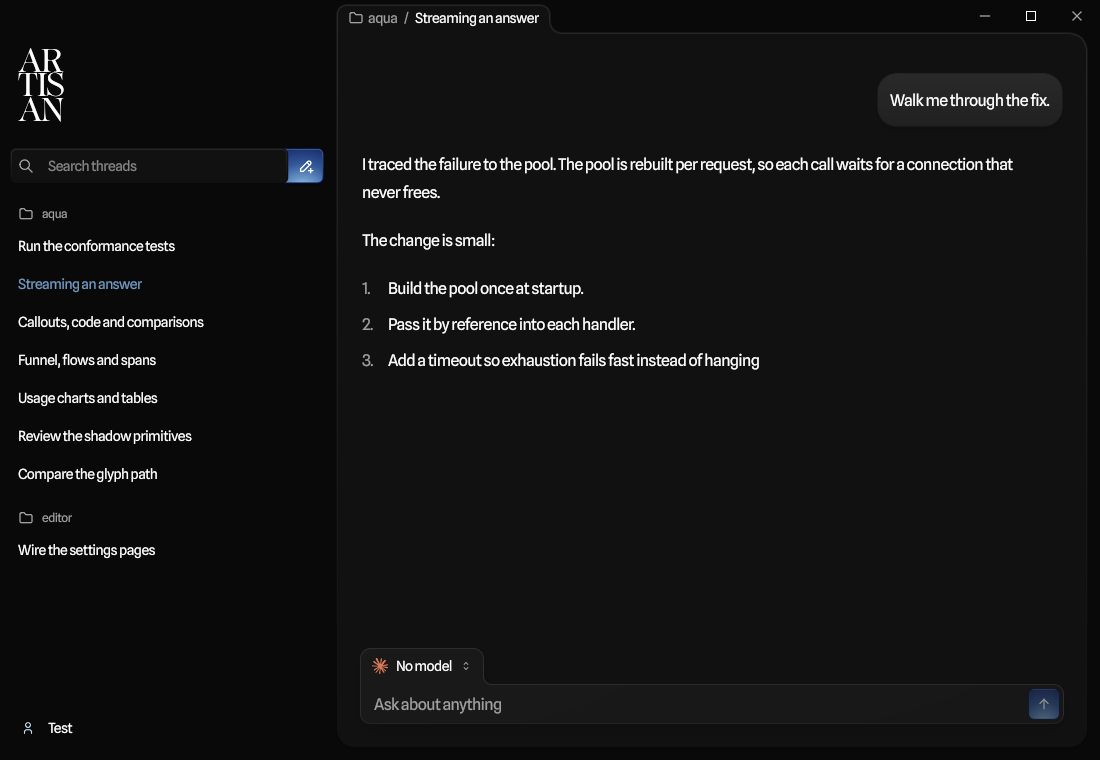 aqua / Streaming an answer
AR
TIS
AN
Search threads
aqua
Run the conformance tests
Streaming an answer
Callouts, code and comparisons
Funnel, flows and spans
Usage charts and tables
Review the shadow primitives
Compare the glyph path
editor
Wire the settings pages
Test
Walk me through the fix.
I traced the failure to the pool. The pool is rebuilt per request, so each call waits for a connection that
never frees.
The change is small:
1. Build the pool once at startup.
2. Pass it by reference into each handler.
3. Add a timeout so exhaustion fails fast instead of hanging
No model
Ask about anything